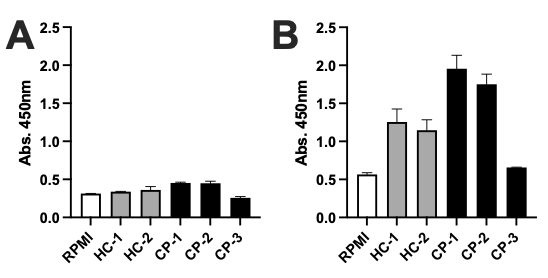 A
Abs. 450nm
2.5
2.0
1.5
1.0
0.5
0.0
RPMI
HC-1
HC-2
CP-1
CP-2
CP-3
B
Abs. 450nm
2.5
2.0
1.5
1.0
0.5
0.0
RPMI
HC-1
HC-2
CP-1
CP-2
CP-3